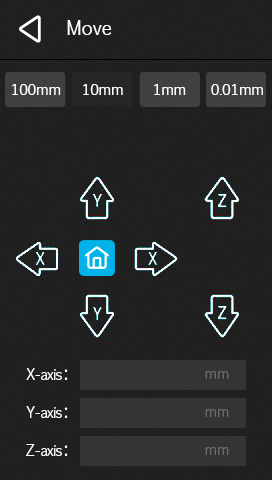 Move
100mm 10mm 1mm 0.01mm
Y Z
X X
Y Z
X-axis: mm
Y-axis: mm
Z-axis: mm